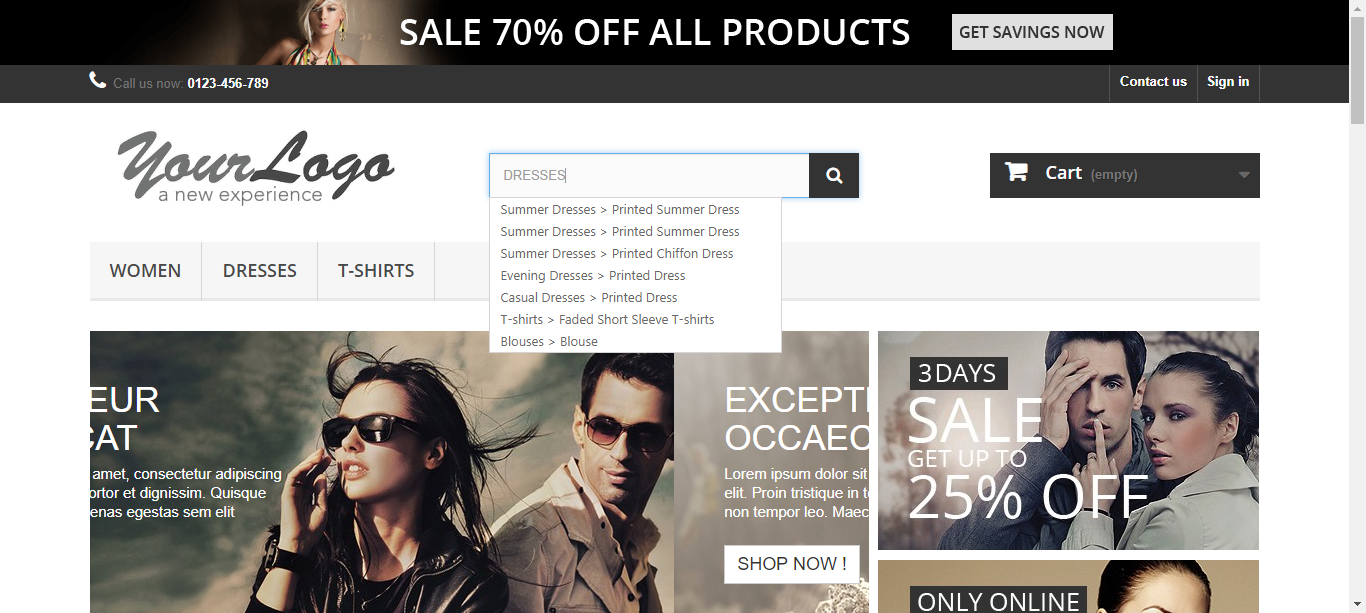 SALE 70% OFF ALL PRODUCTS
GET SAVINGS NOW
Call us now: 0123-456-789
Contact us
Sign in
YourLogo
a new experience
DRESSES
Cart (empty)
Summer Dresses > Printed Summer Dress
Summer Dresses > Printed Summer Dress
Summer Dresses > Printed Chiffon Dress
Evening Dresses > Printed Dress
Casual Dresses > Printed Dress
T-shirts > Faded Short Sleeve T-shirts
Blouses > Blouse
WOMEN
DRESSES
T-SHIRTS
EUR
CAT
amet, consectetur adipiscing
ortor et dignissim. Quisque
enas egestas sem elit
EXCEPTE
OCCAEC
Lorem ipsum dolor sit
elit. Proin tristique in t
non tempor leo. Maec
SHOP NOW !
3 DAYS
SALE
GET UP TO
25% OFF
ONLY ONLINE